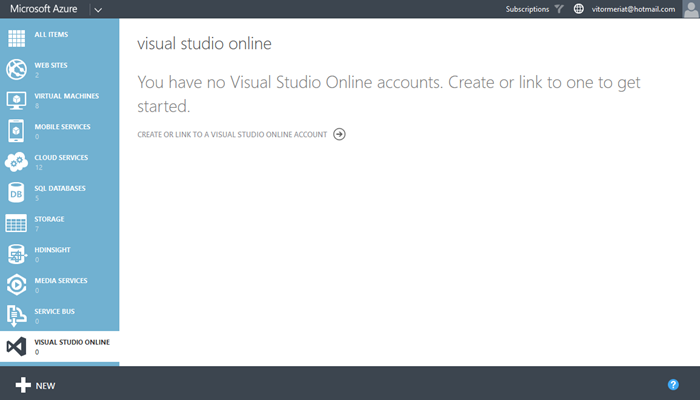 Microsoft Azure
Subscriptions
vitormeriat@hotmail.com
ALL ITEMS
WEB SITES
2
VIRTUAL MACHINES
8
MOBILE SERVICES
0
CLOUD SERVICES
12
DB
SQL DATABASES
5
STORAGE
7
HDINSIGHT
0
MEDIA SERVICES
0
SERVICE BUS
0
VISUAL STUDIO ONLINE
0
visual studio online
You have no Visual Studio Online accounts. Create or link to one to get
started.
CREATE OR LINK TO A VISUAL STUDIO ONLINE ACCOUNT
NEW
?